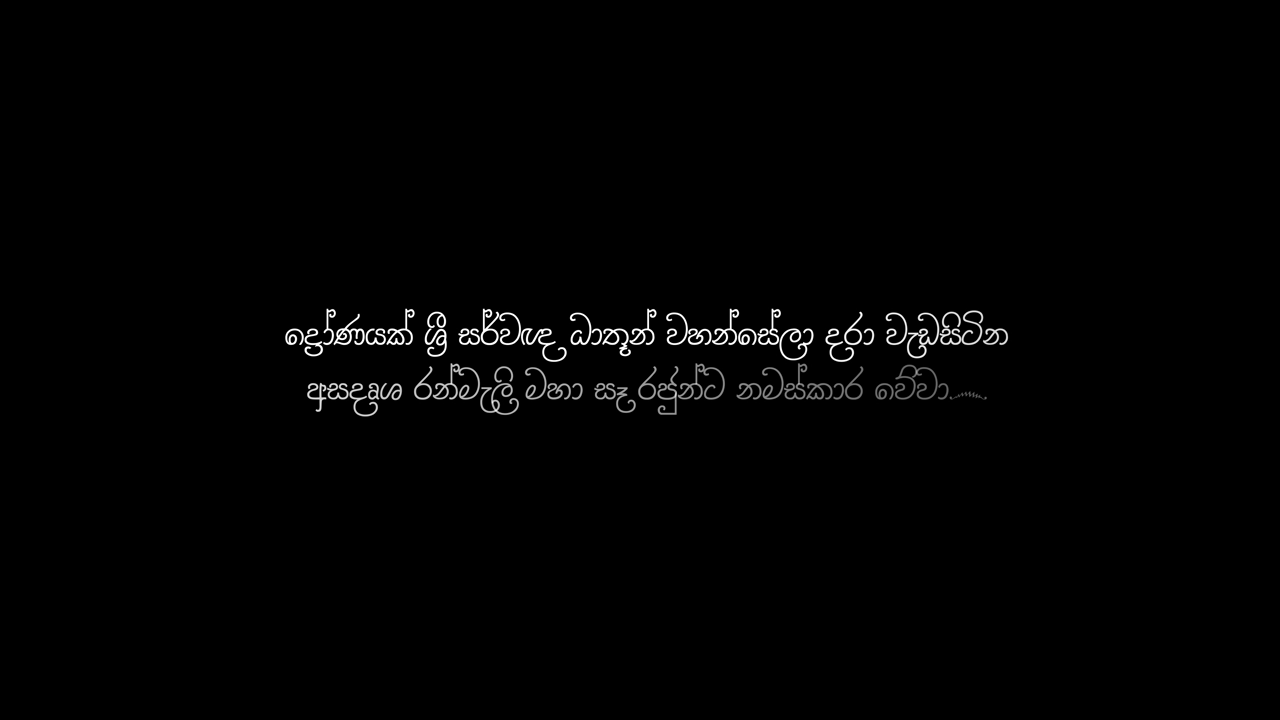 ද්‍රෝණයක් ශ්‍රී සර්වඥ ධාතූන් වහන්සේලා දරා වැඩසිටින
අසදෘශ රන්මැලි මහා සෑ රජුන්ට නමස්කාර වේවා.........